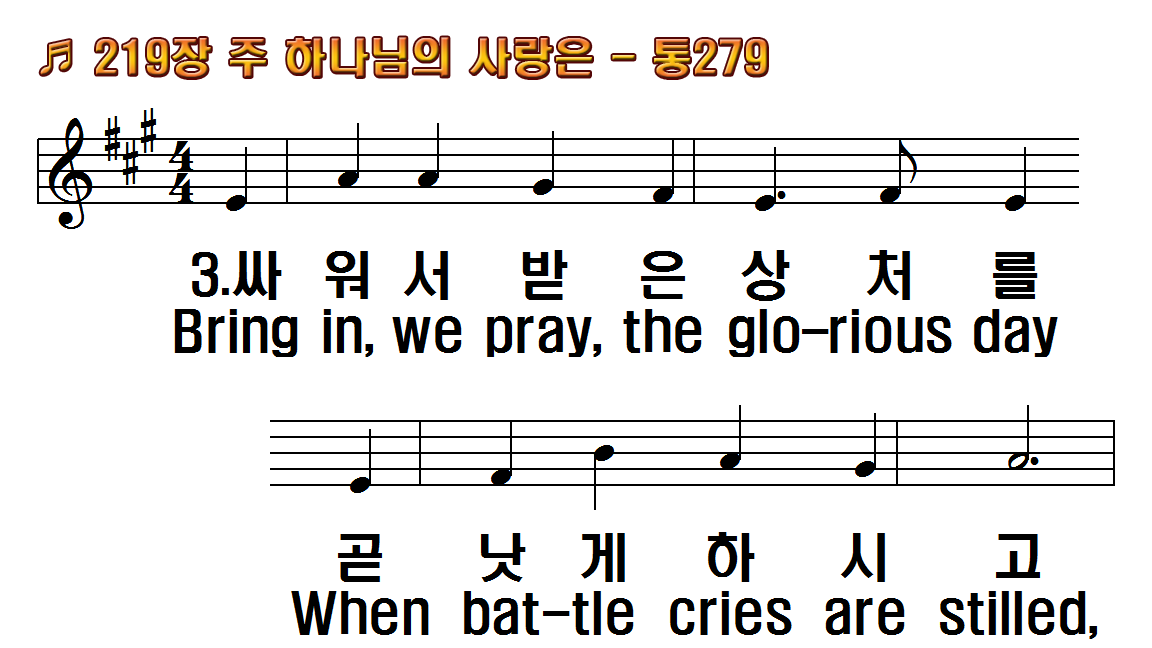 ♬ 219장 주 하나님의 사랑은 - 통279
4
4
3.싸 워 서 받 은 상 처 를
Bring in, we pray, the glo-rious day
곧 낫 게 하 시 고
When bat-tle cries are stilled,